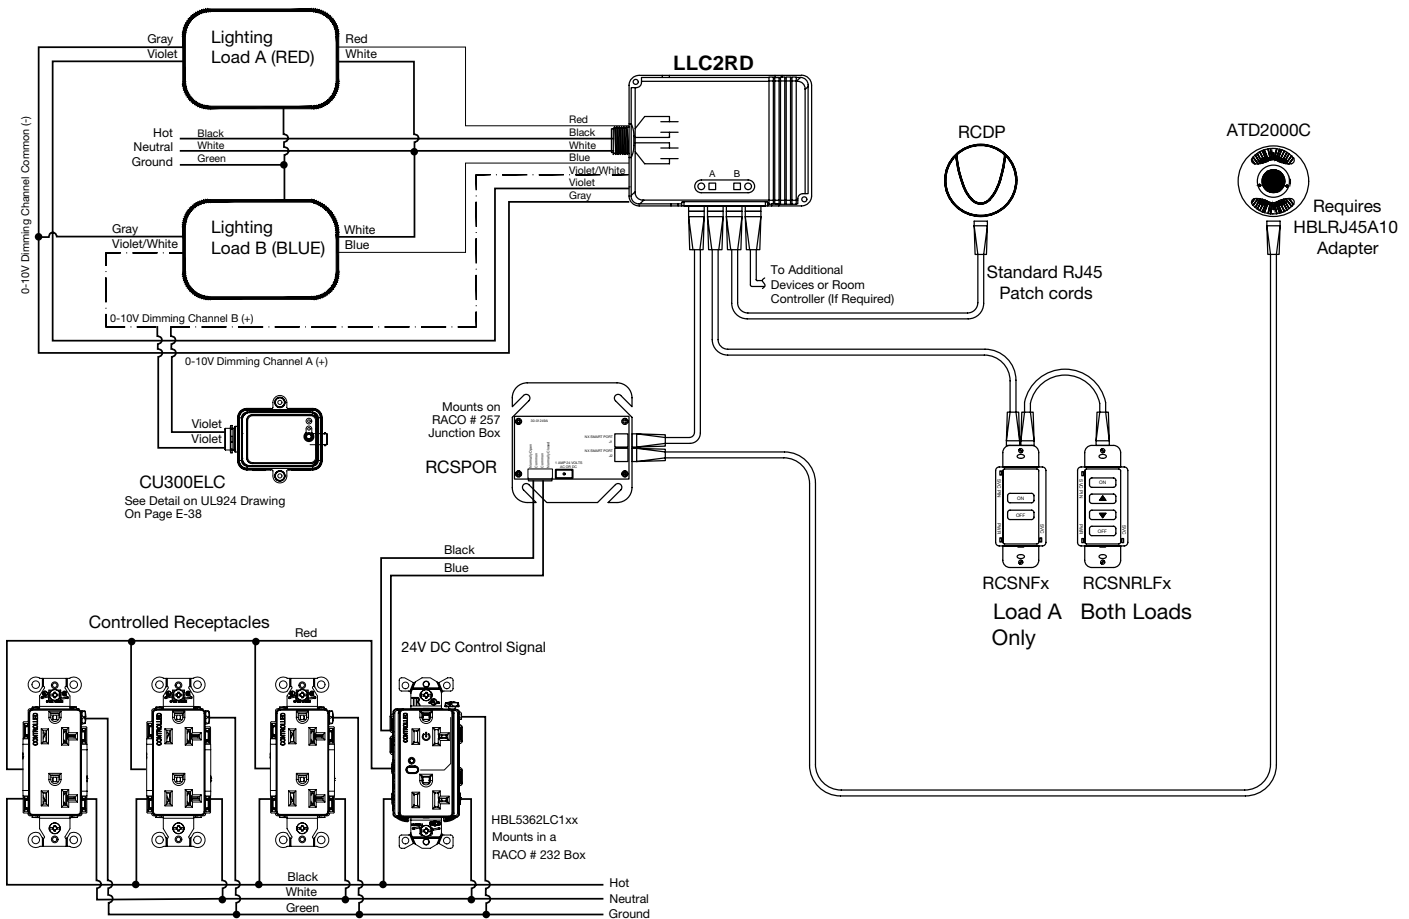 Gray
Violet
Lighting
Load A (RED)
Red
White
LLC2RD
Hot
Neutral
Ground
Black
White
Green
Red
Black
White
Blue
Violet/White
Violet
Gray
A
B
RCDP
ATD2000C
Requires
HBLRJ45A10
Adapter
0-10V Dimming Channel Common (-)
Gray
Violet/White
Lighting
Load B (BLUE)
White
Blue
To Additional
Devices or Room
Controller (If Required)
Standard RJ45
Patch cords
0-10V Dimming Channel B (+)
0-10V Dimming Channel A (+)
Violet
Violet
CU300ELC
See Detail on UL924 Drawing
On Page E-38
Mounts on
RACO # 257
Junction Box
RCSPOR
Black
Blue
ON
OFF
ON
OFF
RCSNFx
Load A
Only
RCSNRLFx
Both Loads
Controlled Receptacles
Red
24V DC Control Signal
CONTROLLED
CONTROLLED
CONTROLLED
CONTROLLED
HBL5362LC1xx
Mounts in a
RACO # 232 Box
Black
White
Green
Hot
Neutral
Ground